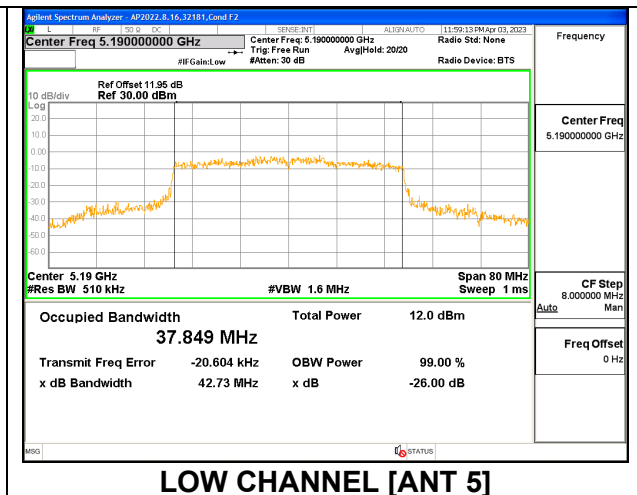 Agilent Spectrum Analyzer - AP2022.8.16,32181,Cond F2
L RF 50 Ω DC SENSE:INT ALIGN AUTO 11:59:13 PM Apr 03, 2023
Center Freq 5.190000000 GHz
Center Freq: 5.190000000 GHz Radio Std: None
Trig: Free Run Avg|Hold: 20/20
#IFGain:Low #Atten: 30 dB Radio Device: BTS
Frequency
Ref Offset 11.95 dB
10 dB/div Ref 30.00 dBm
Log
20.0
10.0
0.00
-10.0
-20.0
-30.0
-40.0
-50.0
-60.0
Center 5.19 GHz Span 80 MHz
#Res BW 510 kHz #VBW 1.6 MHz Sweep 1 ms
Center Freq
5.190000000 GHz
CF Step
8.000000 MHz
Auto Man
Freq Offset
0 Hz
Occupied Bandwidth Total Power 12.0 dBm
37.849 MHz
Transmit Freq Error -20.604 kHz OBW Power 99.00 %
x dB Bandwidth 42.73 MHz x dB -26.00 dB
MSG STATUS
LOW CHANNEL [ANT 5]